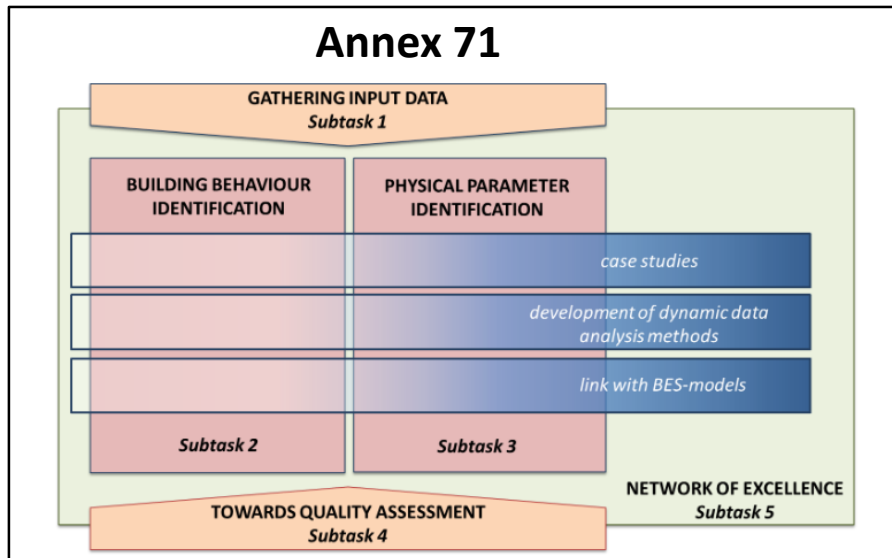 Annex 71
GATHERING INPUT DATA
Subtask 1
BUILDING BEHAVIOUR
IDENTIFICATION
PHYSICAL PARAMETER
IDENTIFICATION
case studies
development of dynamic data
analysis methods
link with BES-models
Subtask 2
Subtask 3
NETWORK OF EXCELLENCE
Subtask 5
TOWARDS QUALITY ASSESSMENT
Subtask 4